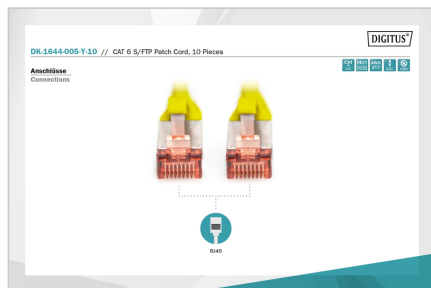 DIGITUS®
DK-1644-005-Y-10 // CAT 6 S/FTP Patch Cord, 10 Pieces
Anschlüsse
Connections
RJ45